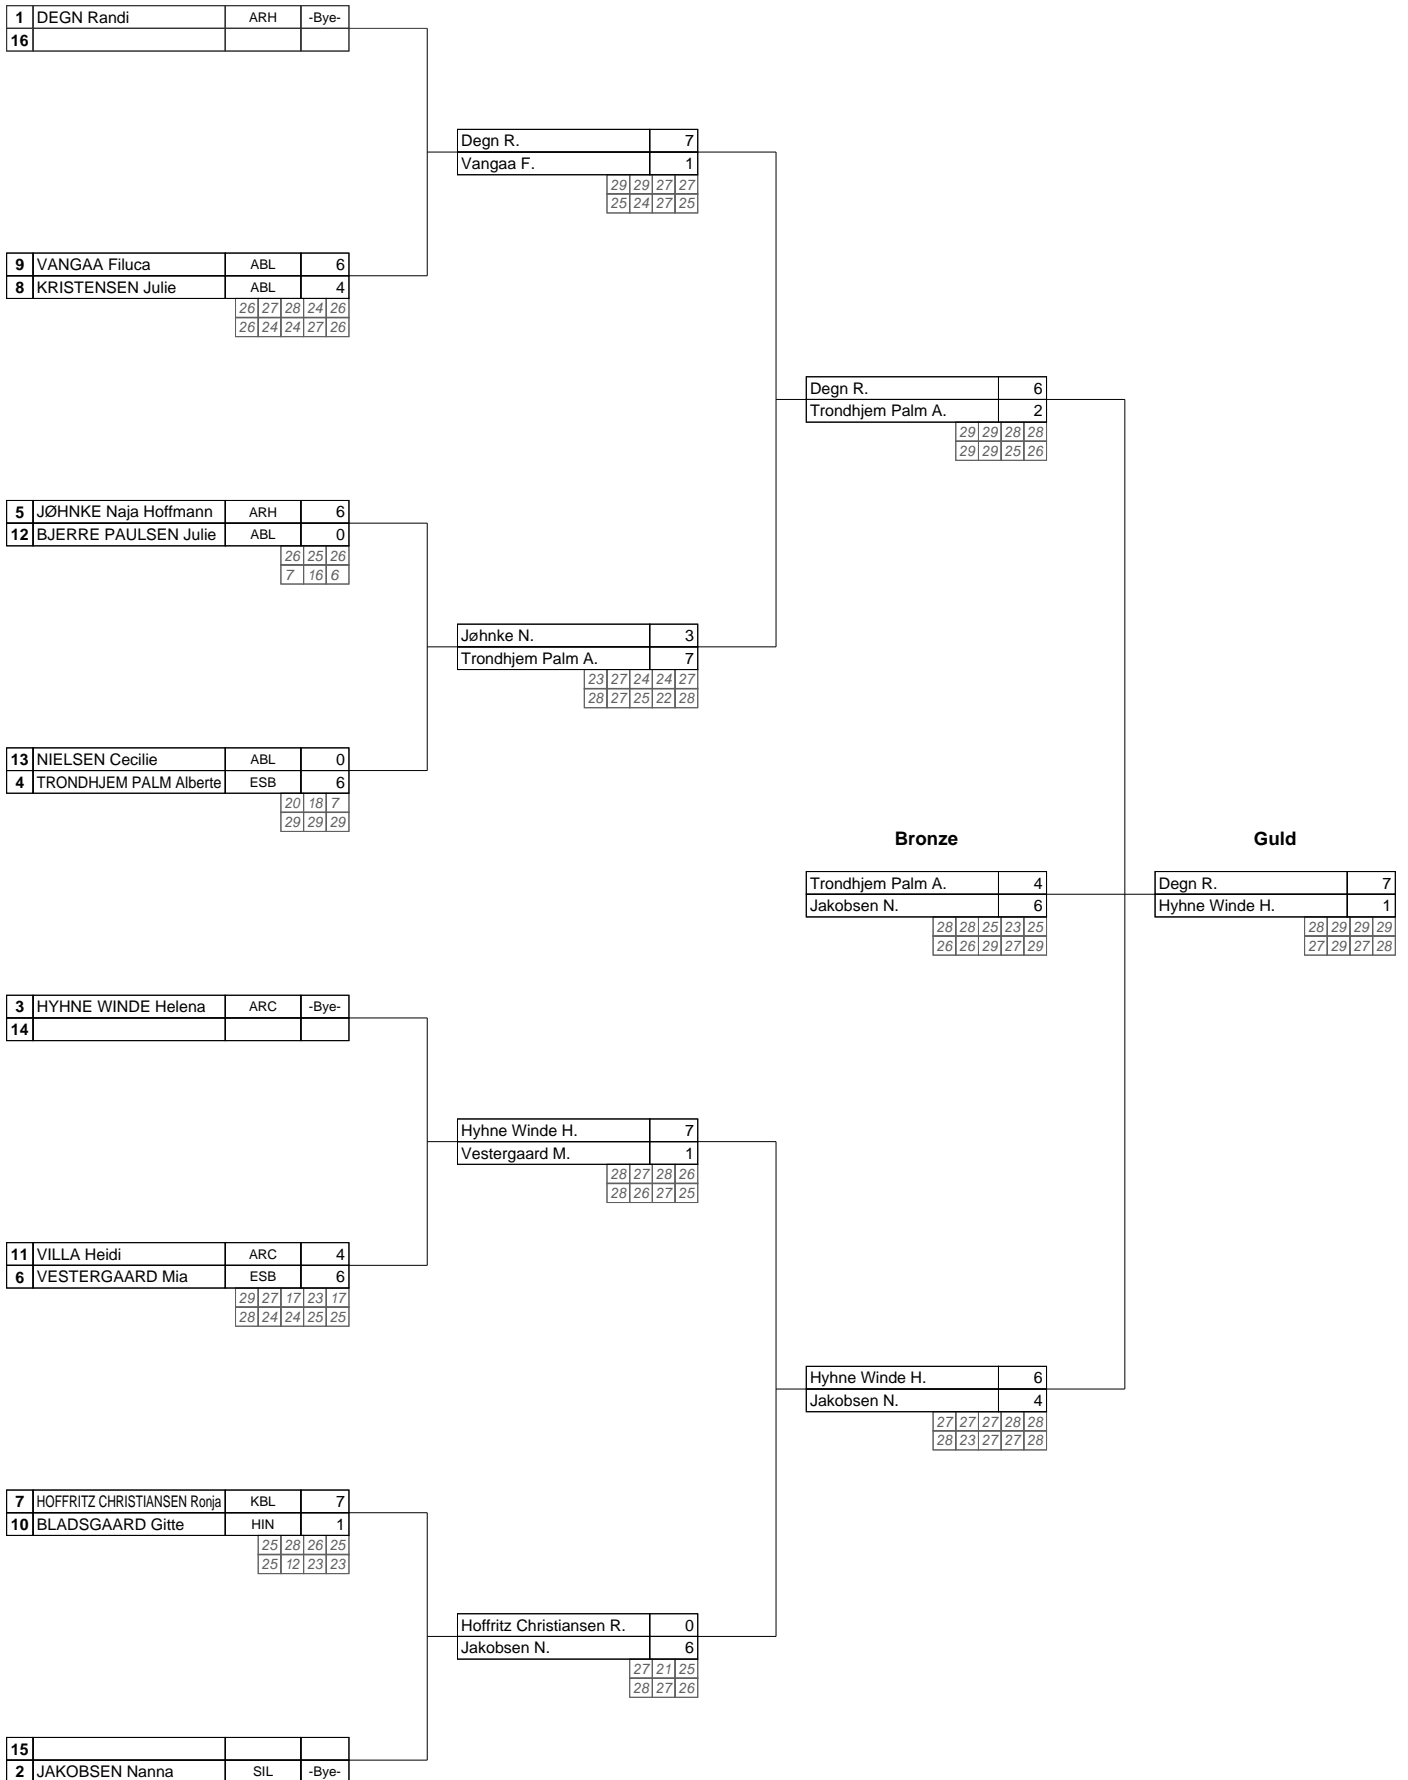 1 DEGN Randi ARH -Bye-
16
Degn R. 7
Vangaa F. 1
29 29 27 27
25 24 27 25
9 VANGAA Filuca ABL 6
8 KRISTENSEN Julie ABL 4
26 27 28 24 26
26 24 24 27 26
Degn R. 6
Trondhjem Palm A. 2
29 29 28 28
29 29 25 26
5 JØHNKE Naja Hoffmann ARH 6
12 BJERRE PAULSEN Julie ABL 0
26 25 26
7 16 6
Jøhnke N. 3
Trondhjem Palm A. 7
23 27 24 24 27
28 27 25 22 28
13 NIELSEN Cecilie ABL 0
4 TRONDHJEM PALM Alberte ESB 6
20 18 7
29 29 29
Bronze Guld
Trondhjem Palm A. 4 Degn R. 7
Jakobsen N. 6 Hyhne Winde H. 1
28 28 25 23 25 28 29 29 29
26 26 29 27 29 27 29 27 28
3 HYHNE WINDE Helena ARC -Bye-
14
Hyhne Winde H. 7
Vestergaard M. 1
28 27 28 26
28 26 27 25
11 VILLA Heidi ARC 4
6 VESTERGAARD Mia ESB 6
29 27 17 23 17
28 24 24 25 25
Hyhne Winde H. 6
Jakobsen N. 4
27 27 27 28 28
28 23 27 27 28
7 HOFFRITZ CHRISTIANSEN Ronja KBL 7
10 BLADSGAARD Gitte HIN 1
25 28 26 25
25 12 23 23
Hoffritz Christiansen R. 0
Jakobsen N. 6
27 21 25
28 27 26
15
2 JAKOBSEN Nanna SIL -Bye-